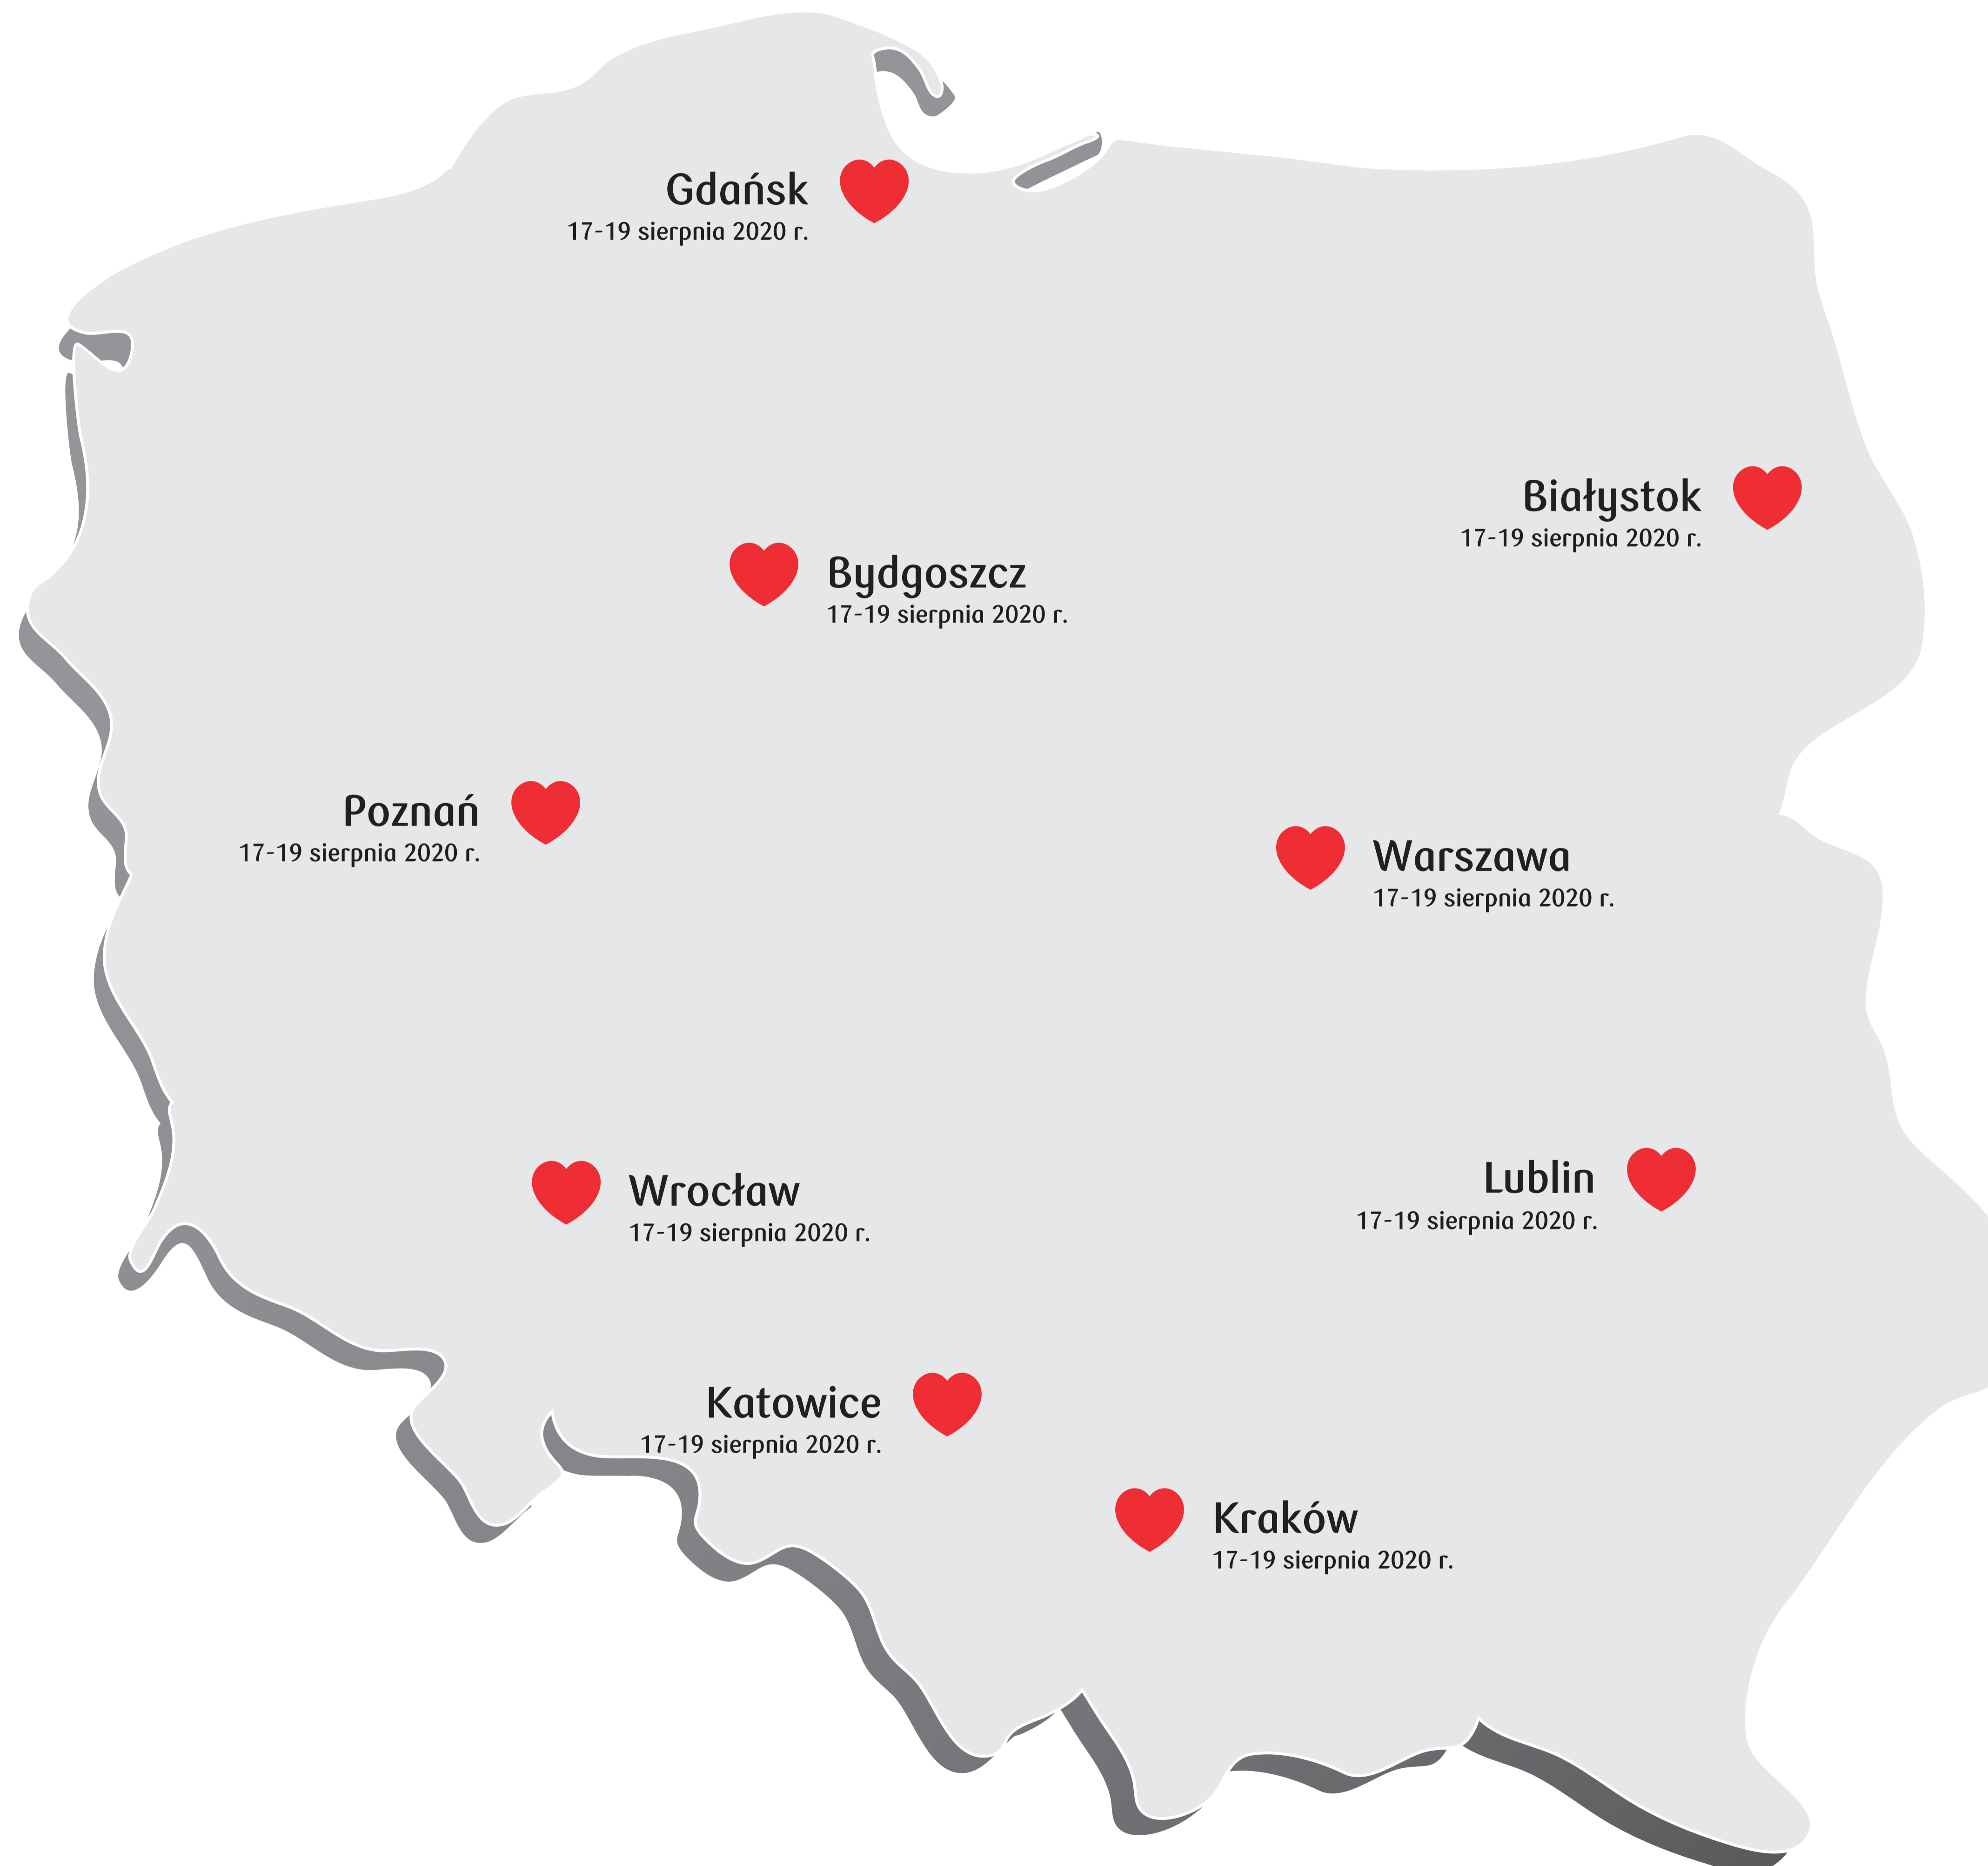 Gdańsk
17-19 sierpnia 2020 r.
Białystok
17-19 sierpnia 2020 r.
Bydgoszcz
17-19 sierpnia 2020 r.
Poznań
17-19 sierpnia 2020 r.
Warszawa
17-19 sierpnia 2020 r.
Wrocław
17-19 sierpnia 2020 r.
Lublin
17-19 sierpnia 2020 r.
Katowice
17-19 sierpnia 2020 r.
Kraków
17-19 sierpnia 2020 r.